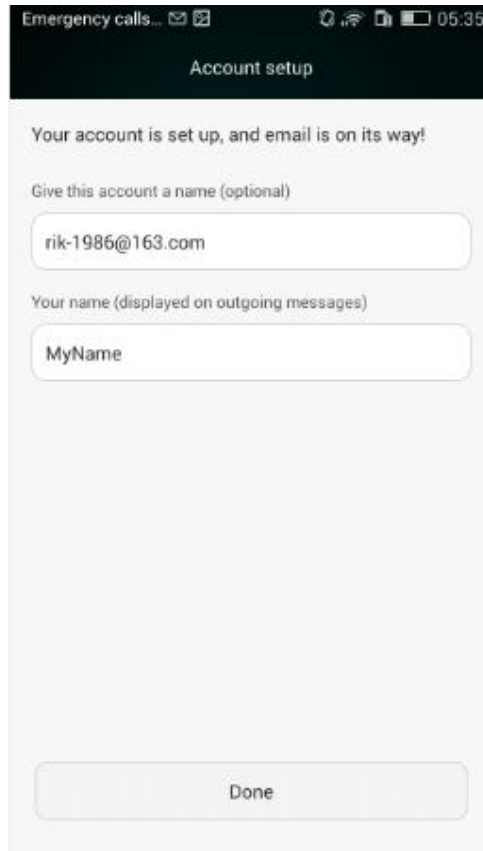 Emergency calls... 05:35
Account setup
Your account is set up, and email is on its way!
Give this account a name (optional)
rik-1986@163.com
Your name (displayed on outgoing messages)
MyName
Done